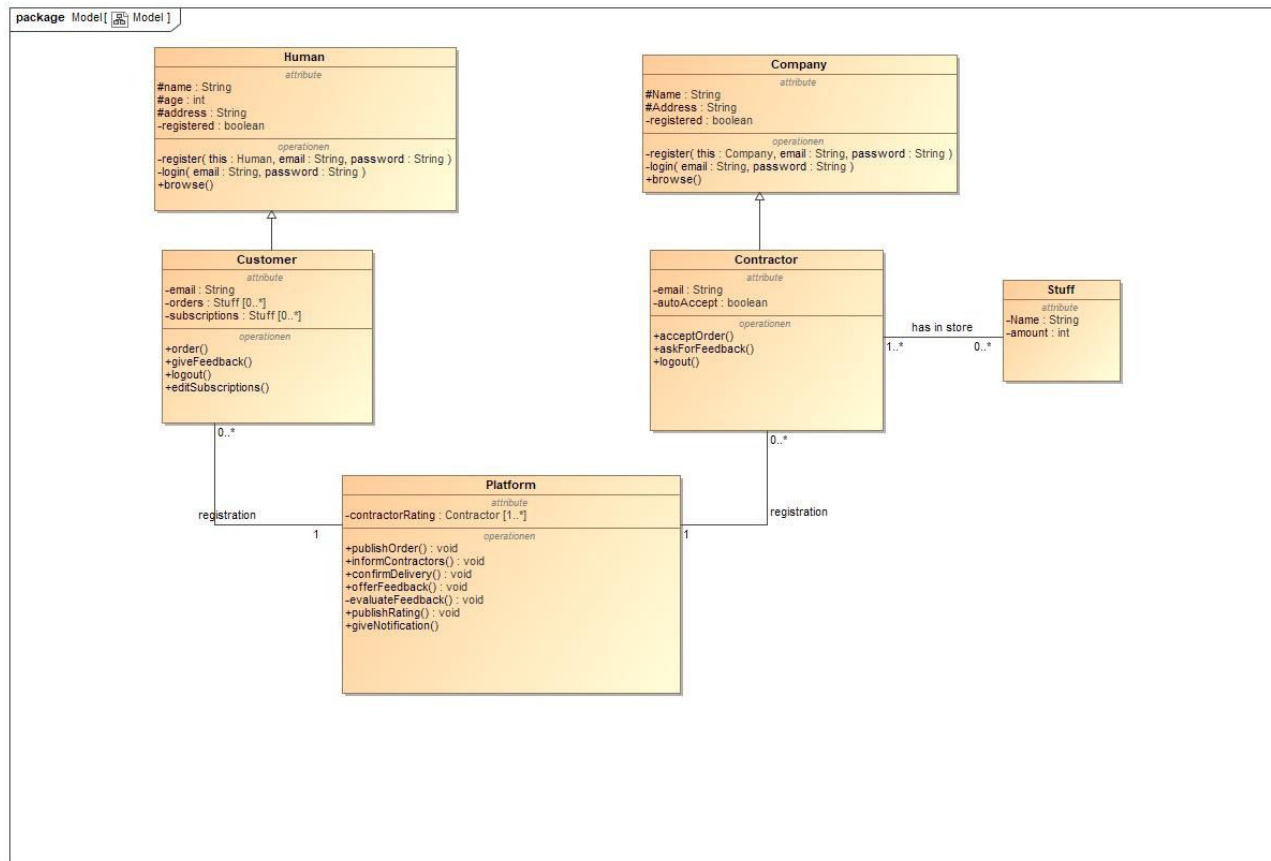 package Model[ Model ]
Human
attribute
#name : String
#age : int
#address : String
-registered : boolean
operationen
-register( this : Human, email : String, password : String )
-login( email : String, password : String )
+browse()
Company
attribute
#Name : String
#Address : String
-registered : boolean
operationen
-register( this : Company, email : String, password : String )
-login( email : String, password : String )
+browse()
Customer
attribute
-email : String
-orders : Stuff [0..*]
-subscriptions : Stuff [0..*]
operationen
+order()
+giveFeedback()
+logout()
+editSubscriptions()
Contractor
attribute
-email : String
-autoAccept : boolean
operationen
+acceptOrder()
+askForFeedback()
+logout()
has in store
1..*
0..*
Stuff
attribute
-Name : String
-amount : int
0..*
registration
1
0..*
registration
1
Platform
attribute
-contractorRating : Contractor [1..*]
operationen
+publishOrder() : void
+informContractors() : void
+confirmDelivery() : void
+offerFeedback() : void
-evaluateFeedback() : void
+publishRating() : void
+giveNotification()